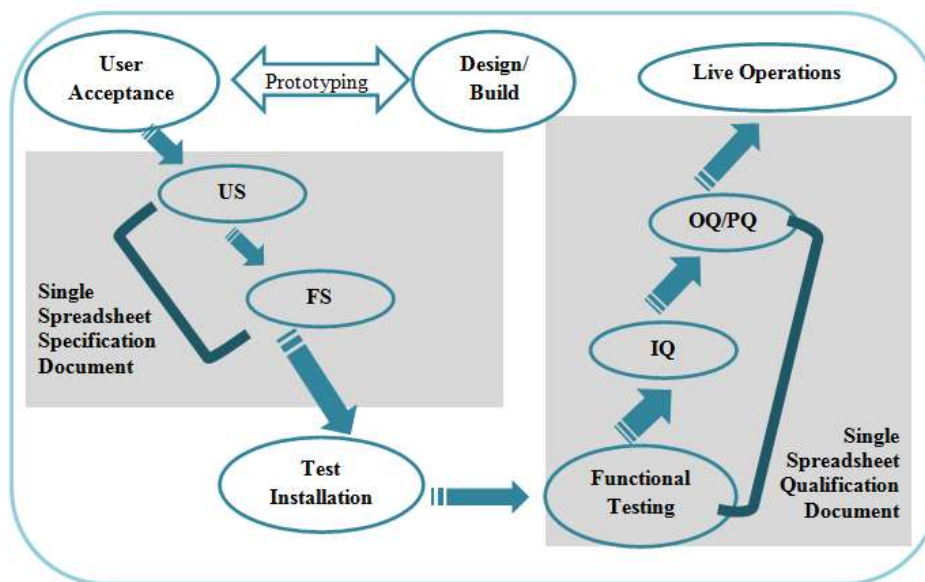 User
Acceptance
Prototyping
Design/
Build
Live Operations
US
OQ/PQ
Single
Spreadsheet
Specification
Document
FS
IQ
Test
Installation
Functional
Testing
Single
Spreadsheet
Qualification
Document